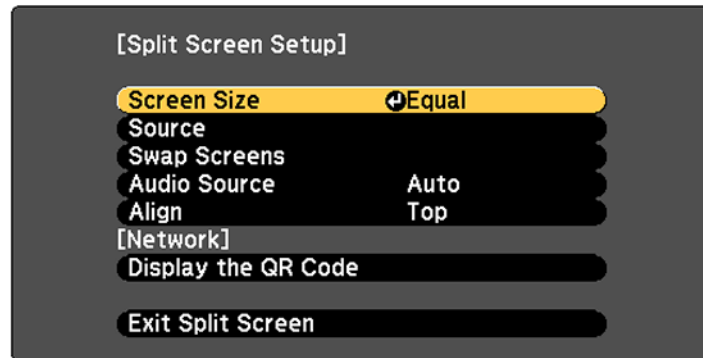 [Split Screen Setup]
Screen Size Equal
Source
Swap Screens
Audio Source Auto
Align Top
[Network]
Display the QR Code
Exit Split Screen